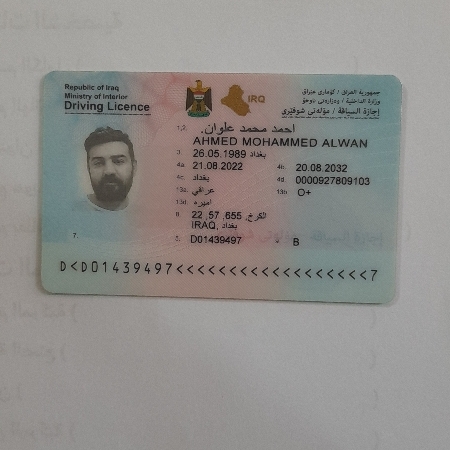 Republic of Iraq
Ministry of Interior
Driving Licence
IRQ
جمهورية العراق / كۆماری عێراق
وزارة الداخلية / وەزارەتی ناوخۆ
إجازة السياقة / مۆڵەتی شوفێری
1,2. احمد محمد علوان.
AHMED MOHAMMED ALWAN
3. 26.05.1989 بغداد
4a. 21.08.2022 4b. 20.08.2032
4c. بغداد 4d. 0000927809103
13a. عراقي 13b. O+
13c. اميره
8. الكرخ, 655, 57, 22
IRAQ, بغداد
5. D01439497 9. B
7.
D<D01439497<<<<<<<<<<<<<<<<<<<7